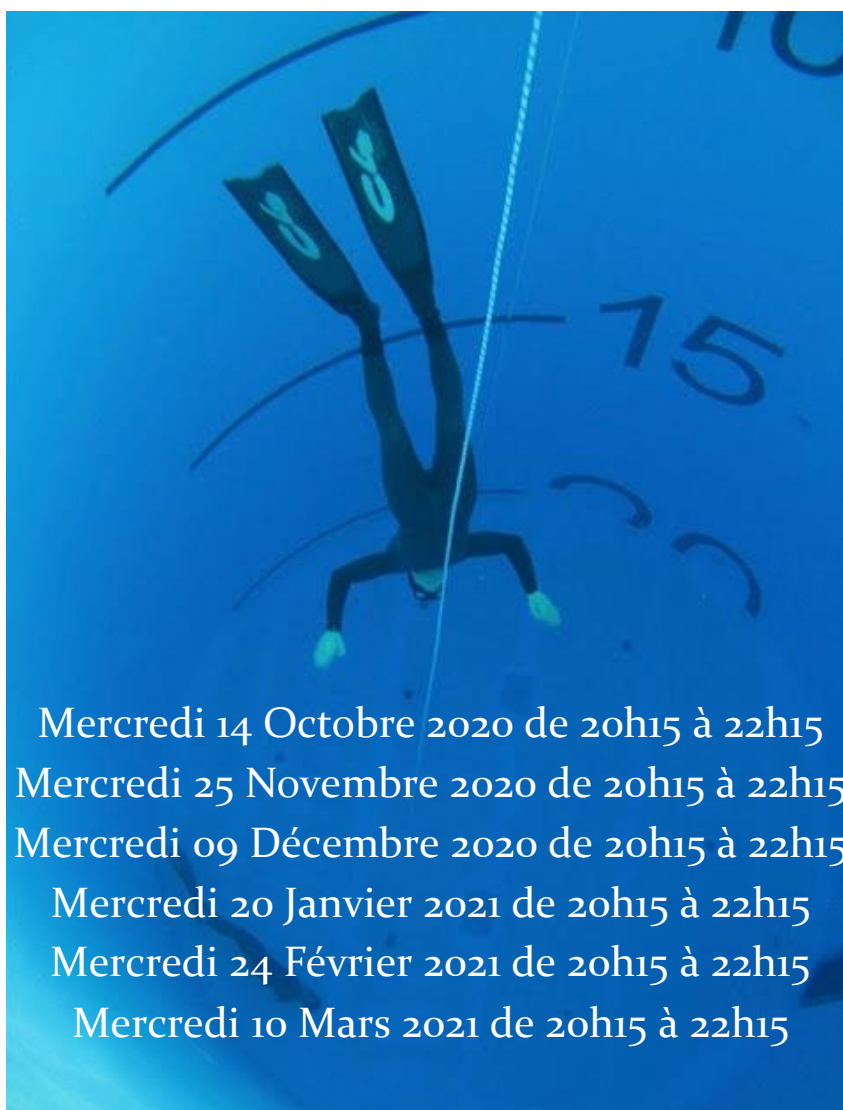 10
15
20
Mercredi 14 Octobre 2020 de 20h15 à 22h15
Mercredi 25 Novembre 2020 de 20h15 à 22h15
Mercredi 09 Décembre 2020 de 20h15 à 22h15
Mercredi 20 Janvier 2021 de 20h15 à 22h15
Mercredi 24 Février 2021 de 20h15 à 22h15
Mercredi 10 Mars 2021 de 20h15 à 22h15